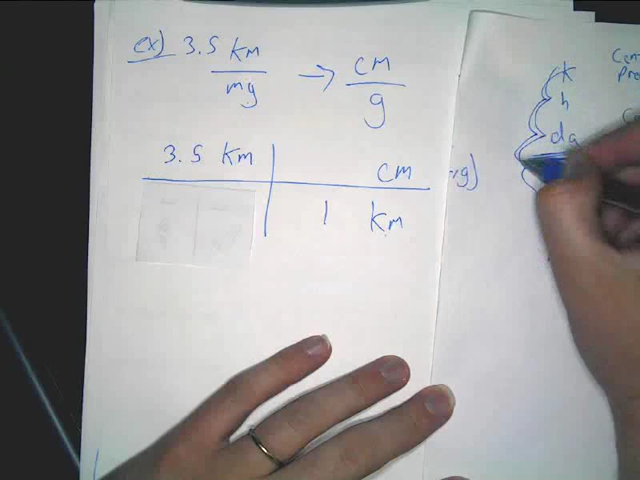 ex) 3.5 km/mg → cm/g
3.5 km | cm
1 km
k
h
da
g)